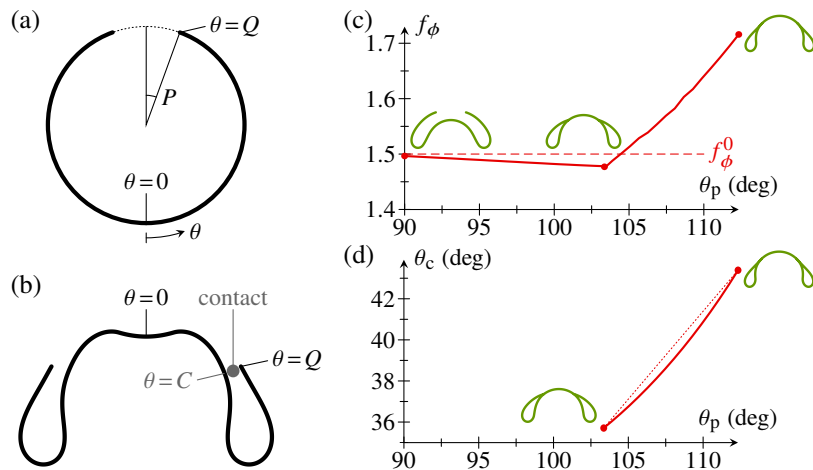 (a)
θ=Q
P
θ=0
θ
(b)
θ=0
contact
θ=C
θ=Q
(c)
f_ϕ
1.7
1.6
1.5
1.4
f_ϕ^0
θ_p (deg)
90 95 100 105 110
(d)
θ_c (deg)
42
40
38
36
θ_p (deg)
90 95 100 105 110